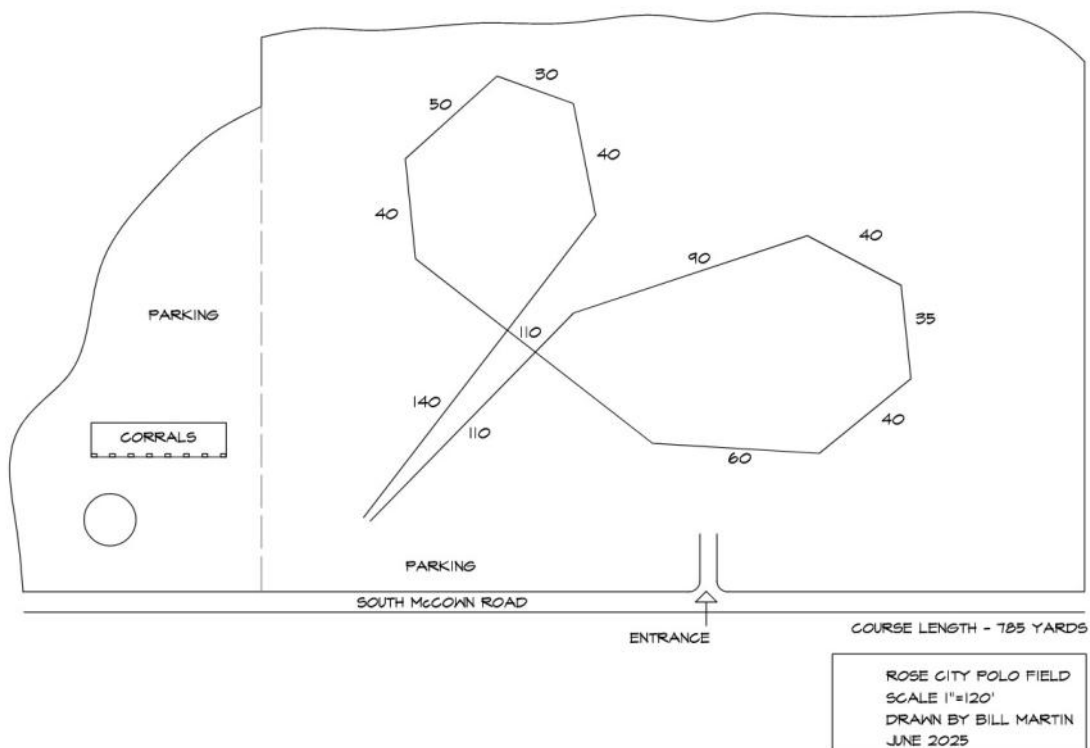 30
50
40
40
40
90
40
35
PARKING
110
140
110
40
CORRALS
60
PARKING
SOUTH McCOWN ROAD
ENTRANCE
COURSE LENGTH - 785 YARDS
ROSE CITY POLO FIELD
SCALE 1"=120'
DRAWN BY BILL MARTIN
JUNE 2025